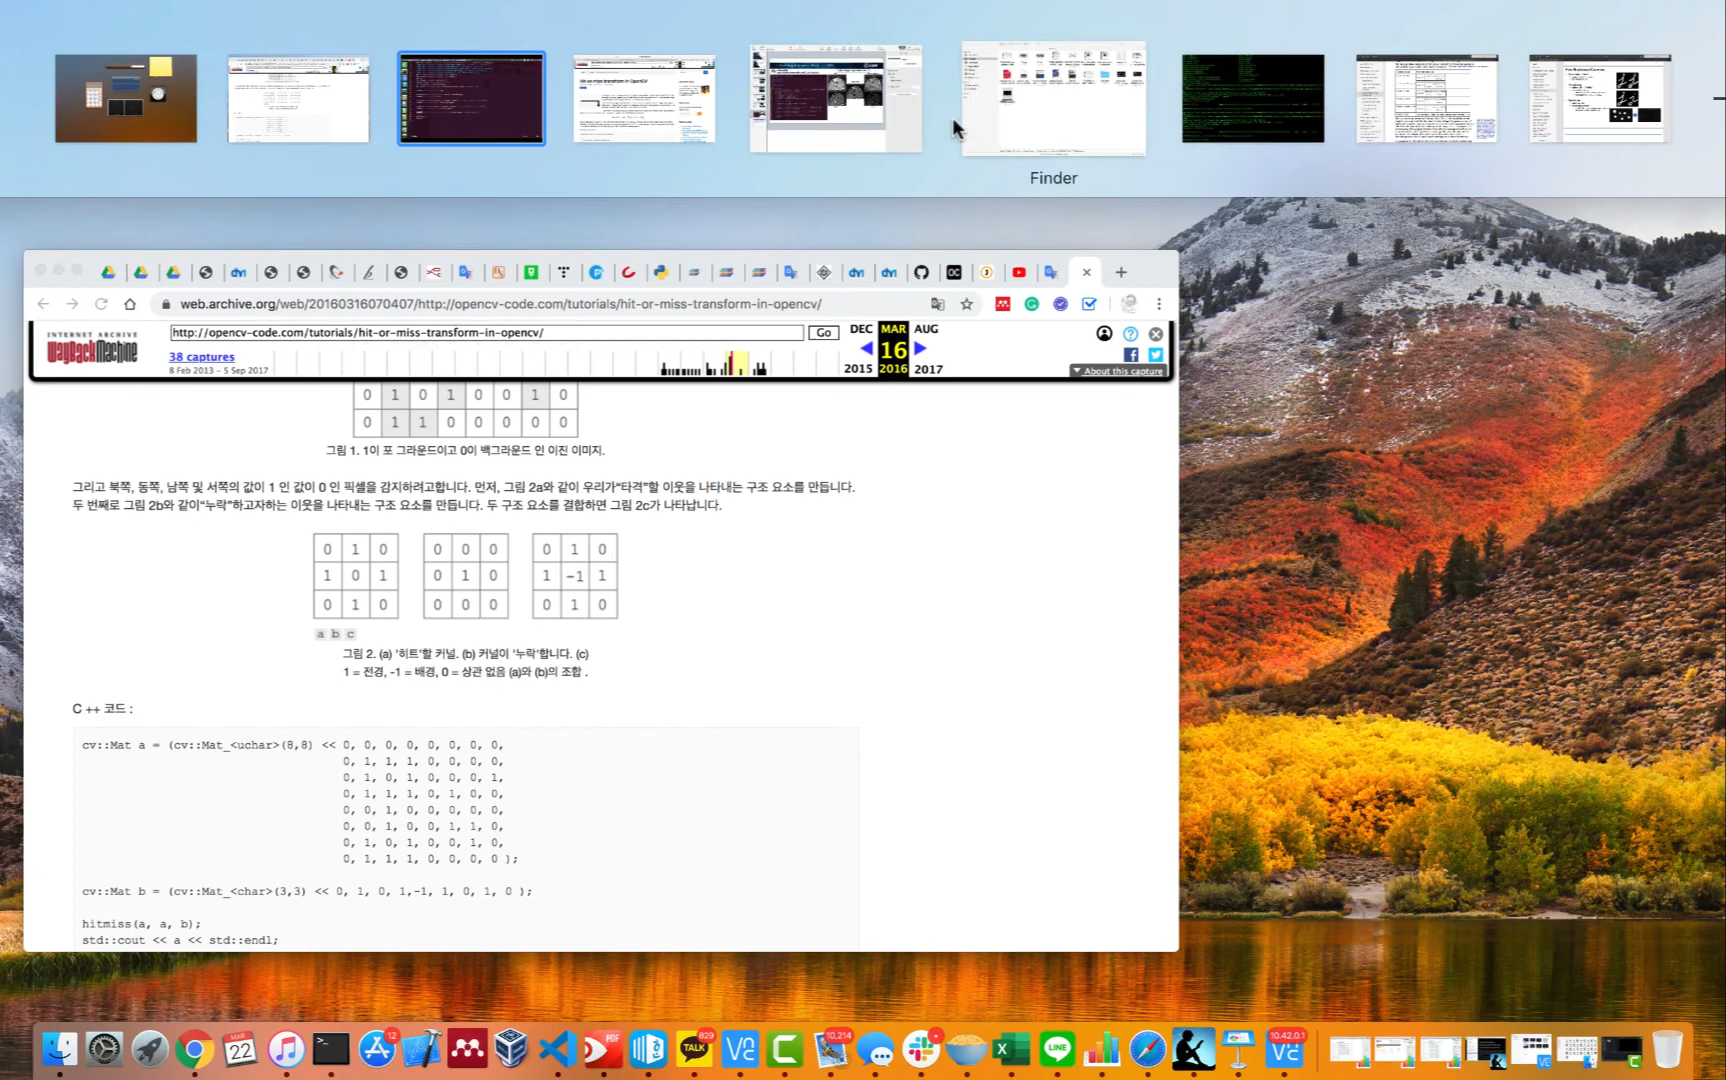 Finder
web.archive.org/web/20160316070407/http://opencv-code.com/tutorials/hit-or-miss-transform-in-opencv/
INTERNET ARCHIVE
WayBackMachine
http://opencv-code.com/tutorials/hit-or-miss-transform-in-opencv/
Go
DEC MAR AUG
38 captures
16
8 Feb 2013 – 5 Sep 2017
2015 2016 2017
About this capture
0 1 0 1 0 0 1 0
0 1 1 0 0 0 0 0
그림 1. 1이 포 그라운드이고 0이 백그라운드 인 이진 이미지.
그리고 북쪽, 동쪽, 남쪽 및 서쪽의 값이 1 인 값이 0 인 픽셀을 감지하려고합니다. 먼저, 그림 2a와 같이 우리가“타격”할 이웃을 나타내는 구조 요소를 만듭니다.
두 번째로 그림 2b와 같이“누락”하고자하는 이웃을 나타내는 구조 요소를 만듭니다. 두 구조 요소를 결합하면 그림 2c가 나타납니다.
0 1 0 0 0 0 0 1 0
1 0 1 0 1 0 1 -1 1
0 1 0 0 0 0 0 1 0
a b c
그림 2. (a) '히트'할 커널. (b) 커널이 '누락'합니다. (c)
1 = 전경, -1 = 배경, 0 = 상관 없음 (a)와 (b)의 조합 .
C ++ 코드 :
cv::Mat a = (cv::Mat_<uchar>(8,8) << 0, 0, 0, 0, 0, 0, 0, 0,
0, 1, 1, 1, 0, 0, 0, 0,
0, 1, 0, 1, 0, 0, 0, 1,
0, 1, 1, 1, 0, 1, 0, 0,
0, 0, 1, 0, 0, 0, 0, 0,
0, 0, 1, 0, 0, 1, 1, 0,
0, 1, 0, 1, 0, 0, 1, 0,
0, 1, 1, 1, 0, 0, 0, 0 );
cv::Mat b = (cv::Mat_<char>(3,3) << 0, 1, 0, 1,-1, 1, 0, 1, 0 );
hitmiss(a, a, b);
std::cout << a << std::endl;
MAR
22
12
PDF
TALK
829
10,214
LINE
10.42.0.1